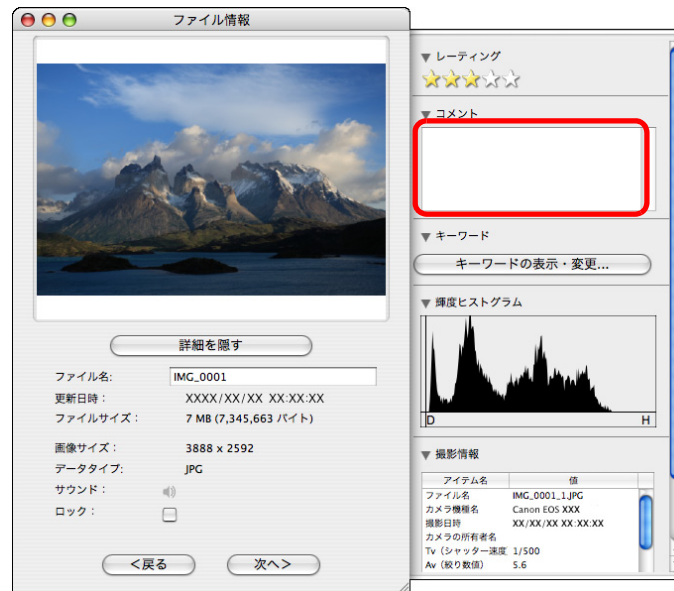 ファイル情報
詳細を隠す
ファイル名: IMG_0001
更新日時： XXXX/XX/XX XX:XX:XX
ファイルサイズ： 7 MB (7,345,663 バイト)
画像サイズ： 3888 x 2592
データタイプ: JPG
サウンド：
ロック：
<戻る 次へ>
レーティング
コメント
キーワード
キーワードの表示・変更...
輝度ヒストグラム
D H
撮影情報
アイテム名 値
ファイル名 IMG_0001_1.JPG
カメラ機種名 Canon EOS XXX
撮影日時 XX/XX/XX XX:XX:XX
カメラの所有者名
Tv（シャッター速度 1/500
Av（絞り数値） 5.6